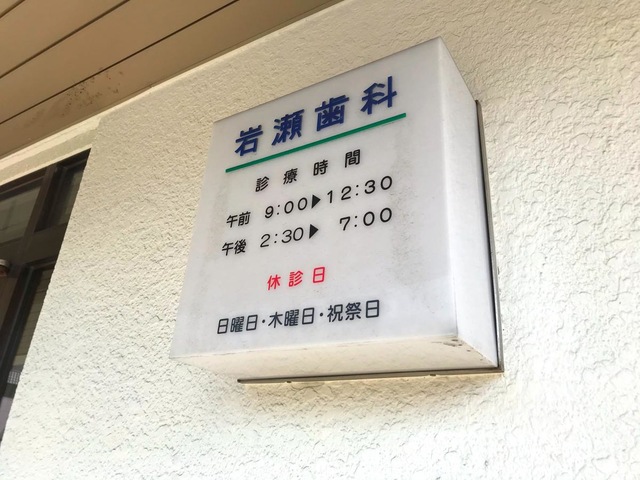 岩瀬歯科
診療時間
午前 9:00▶12:30
午後 2:30▶ 7:00
休診日
日曜日・木曜日・祝祭日